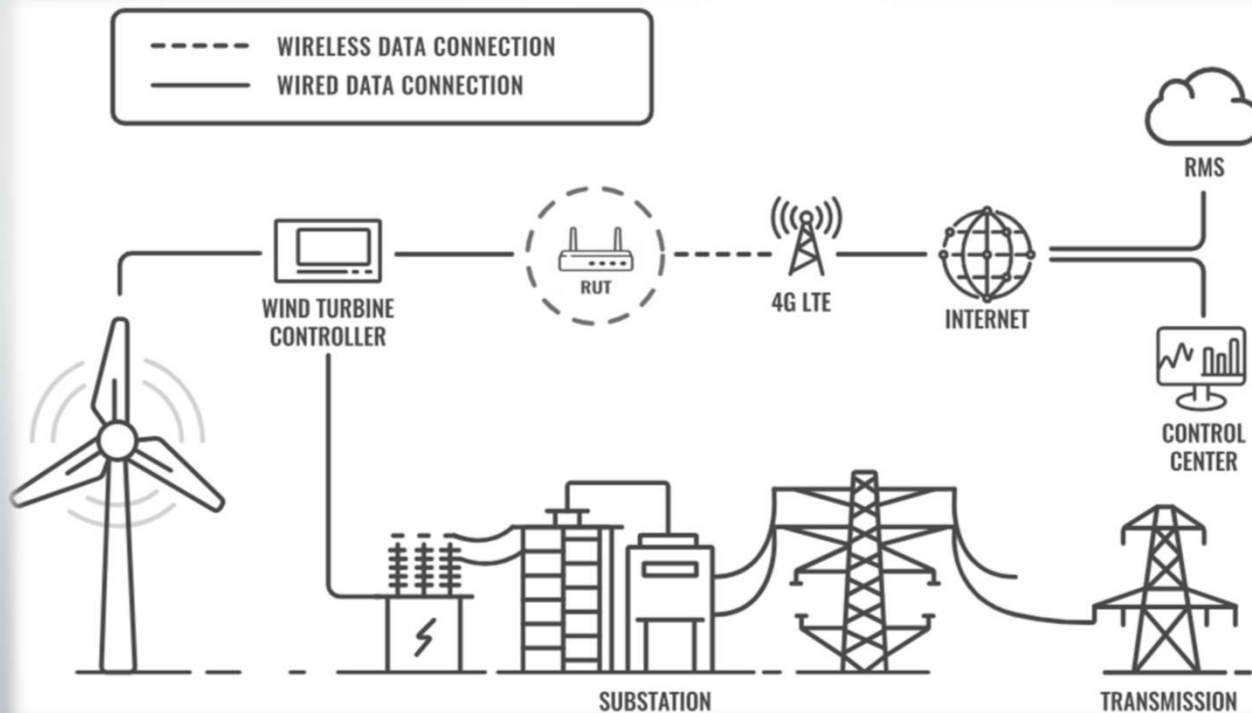 WIRELESS DATA CONNECTION
WIRED DATA CONNECTION
RMS
RUT
WIND TURBINE
CONTROLLER
4G LTE
INTERNET
CONTROL
CENTER
SUBSTATION
TRANSMISSION